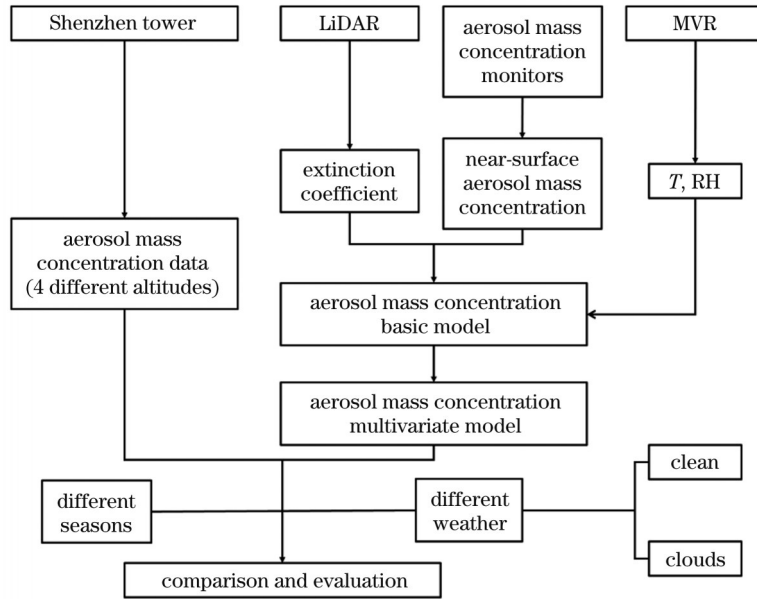 Shenzhen tower
LiDAR
aerosol mass
concentration
monitors
MVR
extinction
coefficient
near-surface
aerosol mass
concentration
T, RH
aerosol mass
concentration data
(4 different altitudes)
aerosol mass concentration
basic model
aerosol mass concentration
multivariate model
different
seasons
different
weather
clean
clouds
comparison and evaluation